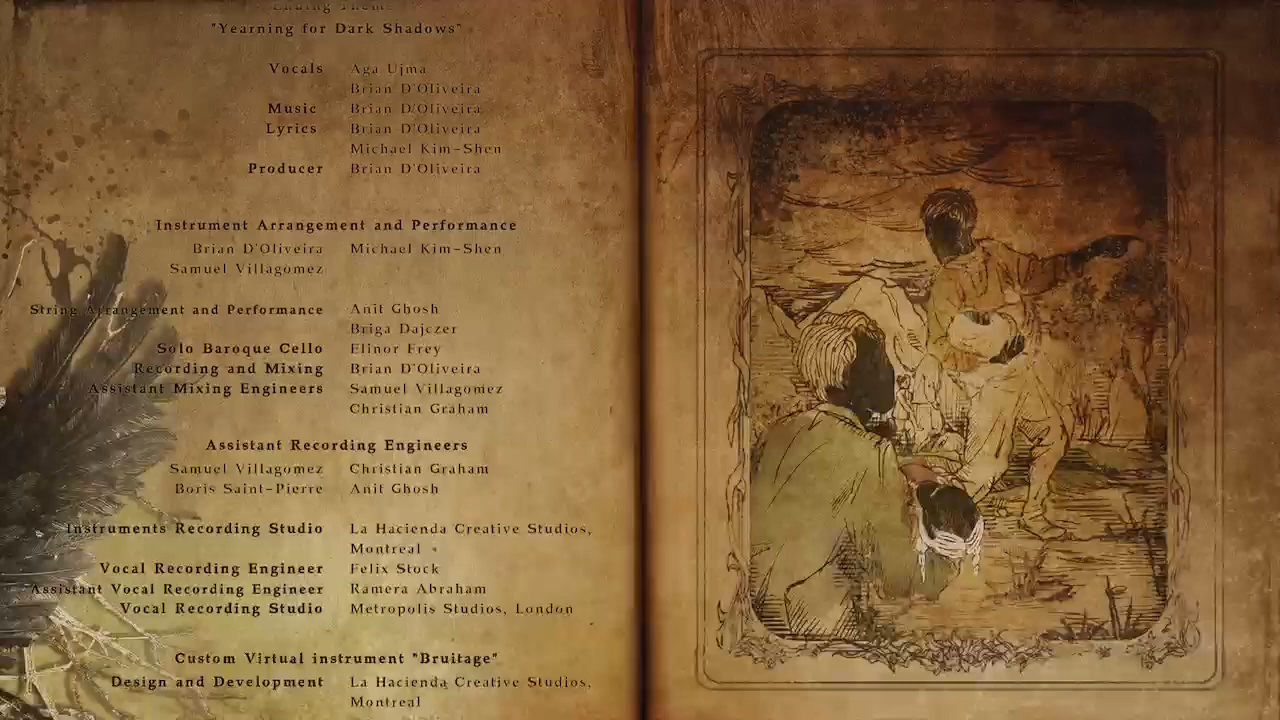 Ending Theme
"Yearning for Dark Shadows"
Vocals Aga Ujma
Brian D'Oliveira
Music Brian D'Oliveira
Lyrics Brian D'Oliveira
Michael Kim-Shen
Producer Brian D'Oliveira
Instrument Arrangement and Performance
Brian D'Oliveira Michael Kim-Shen
Samuel Villagomez
String Arrangement and Performance Anit Ghosh
Briga Dajczer
Solo Baroque Cello Elinor Frey
Recording and Mixing Brian D'Oliveira
Assistant Mixing Engineers Samuel Villagomez
Christian Graham
Assistant Recording Engineers
Samuel Villagomez Christian Graham
Boris Saint-Pierre Anit Ghosh
Instruments Recording Studio La Hacienda Creative Studios,
Montreal
Vocal Recording Engineer Felix Stock
Assistant Vocal Recording Engineer Ramera Abraham
Vocal Recording Studio Metropolis Studios, London
Custom Virtual instrument "Bruitage"
Design and Development La Hacienda Creative Studios,
Montreal